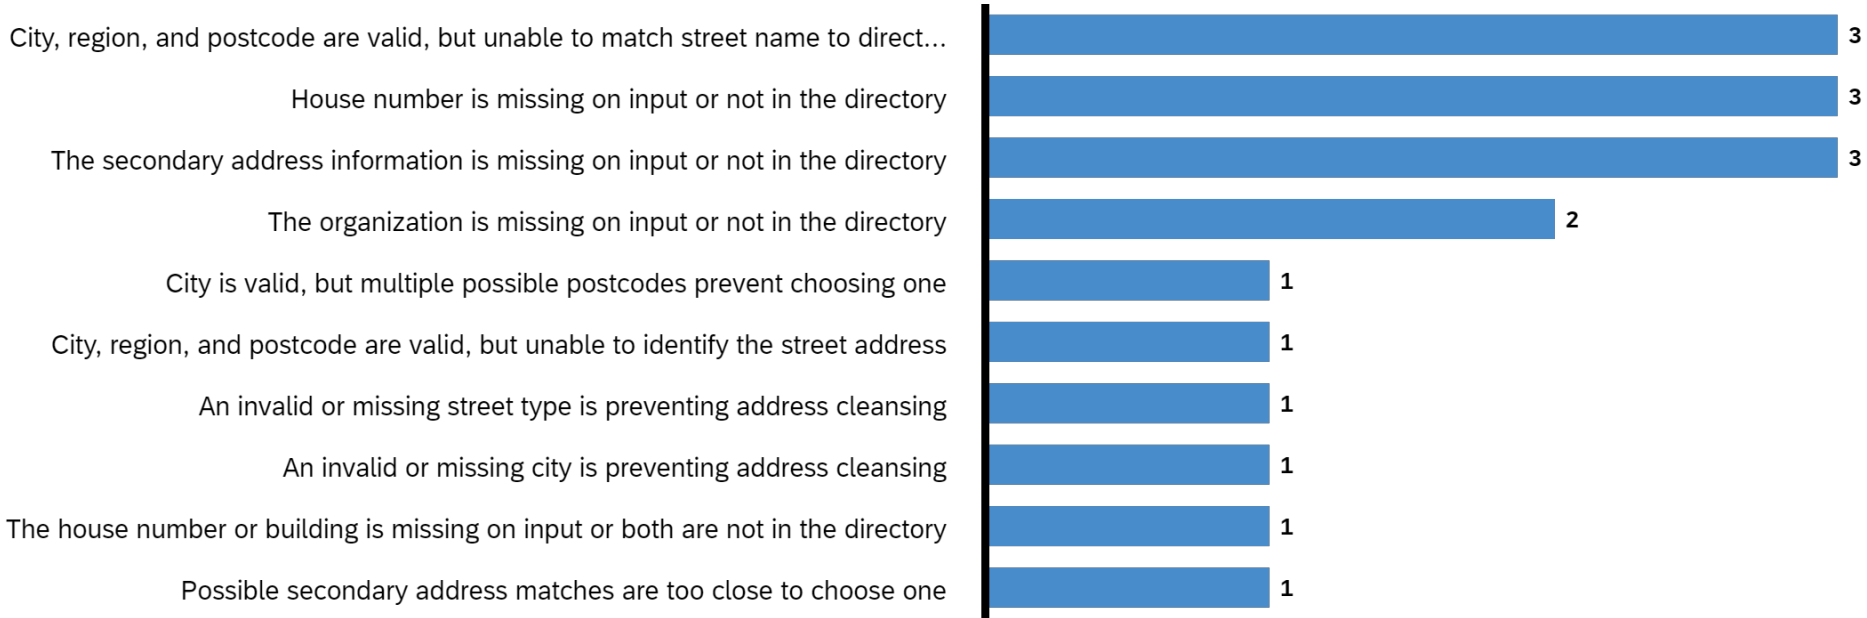 City, region, and postcode are valid, but unable to match street name to direct... 3
House number is missing on input or not in the directory 3
The secondary address information is missing on input or not in the directory 3
The organization is missing on input or not in the directory 2
City is valid, but multiple possible postcodes prevent choosing one 1
City, region, and postcode are valid, but unable to identify the street address 1
An invalid or missing street type is preventing address cleansing 1
An invalid or missing city is preventing address cleansing 1
The house number or building is missing on input or both are not in the directory 1
Possible secondary address matches are too close to choose one 1